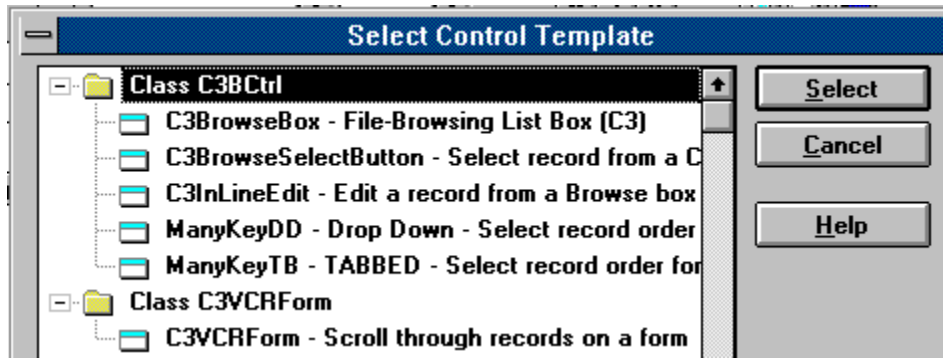 Select Control Template
Class C3BCtrl
C3BrowseBox - File-Browsing List Box (C3)
C3BrowseSelectButton - Select record from a C
C3InLineEdit - Edit a record from a Browse box
ManyKeyDD - Drop Down - Select record order
ManyKeyTB - TABBED - Select record order for
Class C3VCRForm
C3VCRForm - Scroll through records on a form
Select
Cancel
Help